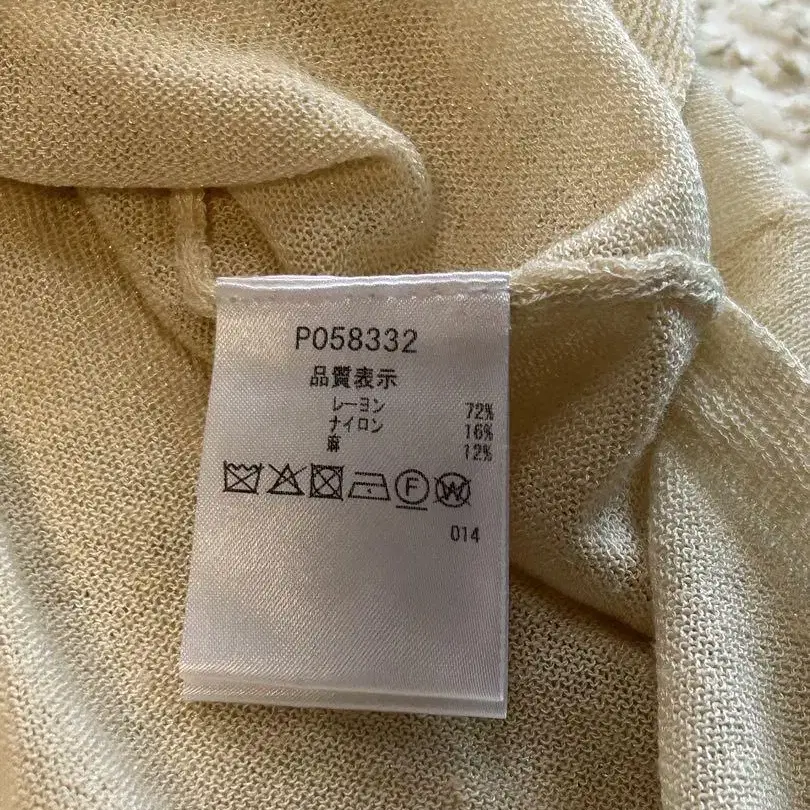 P058332
品質表示
レーヨン 72%
ナイロン 16%
麻 12%
F W
014